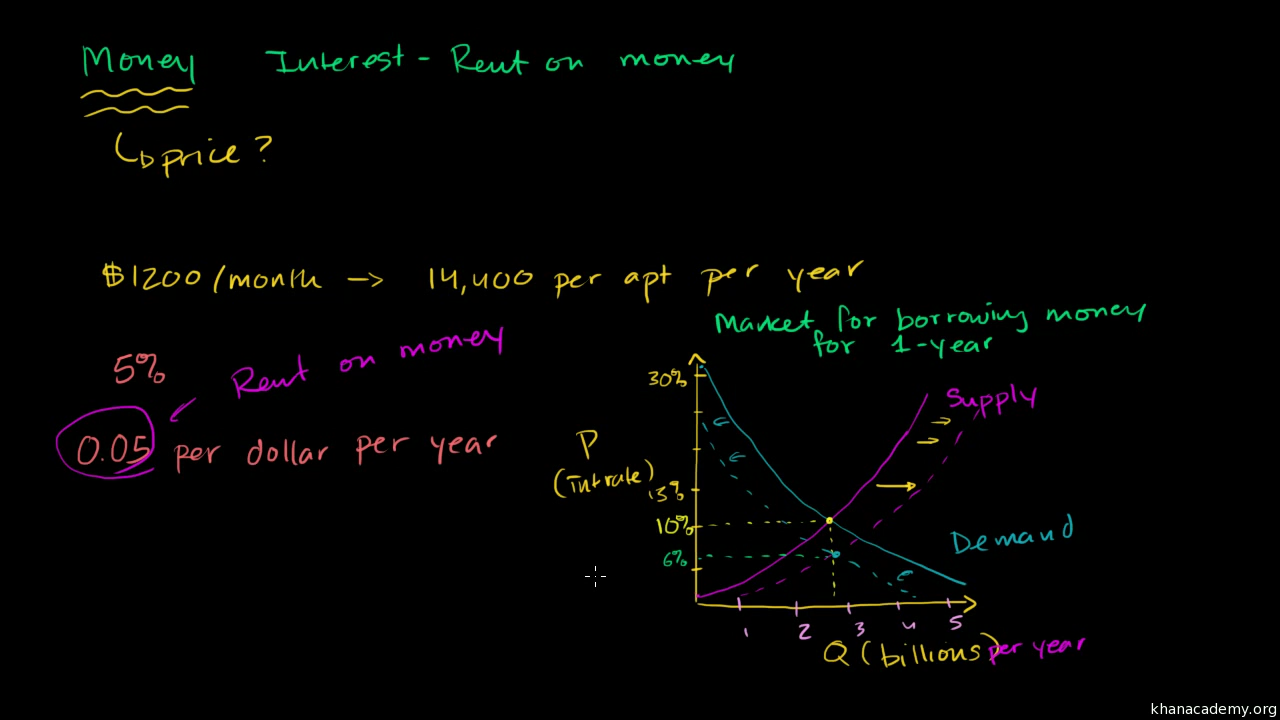 Money Interest - Rent on money
price?
$1200/month -> 14,400 per apt per year
Market for borrowing money
for 1-year
5%
Rent on money
0.05 per dollar per year
30%
Supply
P
(int rate)
15%
10%
6%
Demand
1 2 3 4 5
Q (billions) per year
khanacademy.org